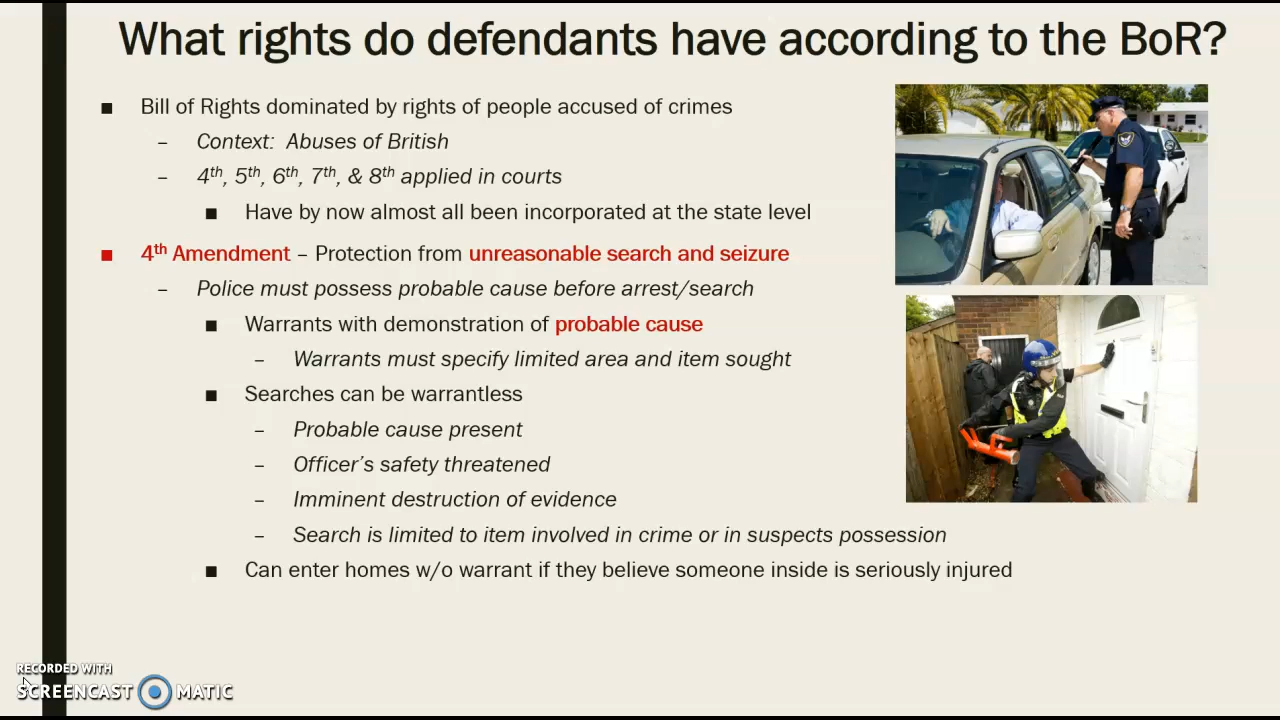 What rights do defendants have according to the BoR?
■ Bill of Rights dominated by rights of people accused of crimes
– Context: Abuses of British
– 4th, 5th, 6th, 7th, & 8th applied in courts
■ Have by now almost all been incorporated at the state level
■ 4th Amendment – Protection from unreasonable search and seizure
– Police must possess probable cause before arrest/search
■ Warrants with demonstration of probable cause
– Warrants must specify limited area and item sought
■ Searches can be warrantless
– Probable cause present
– Officer's safety threatened
– Imminent destruction of evidence
– Search is limited to item involved in crime or in suspects possession
■ Can enter homes w/o warrant if they believe someone inside is seriously injured
RECORDED WITH
SCREENCAST MATIC